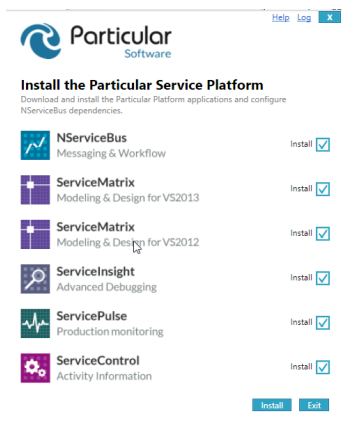 Help Log X
Particular
Software
Install the Particular Service Platform
Download and install the Particular Platform applications and configure
NServiceBus dependencies.
NServiceBus
Messaging & Workflow
Install
ServiceMatrix
Modeling & Design for VS2013
Install
ServiceMatrix
Modeling & Design for VS2012
Install
ServiceInsight
Advanced Debugging
Install
ServicePulse
Production monitoring
Install
ServiceControl
Activity Information
Install
Install Exit